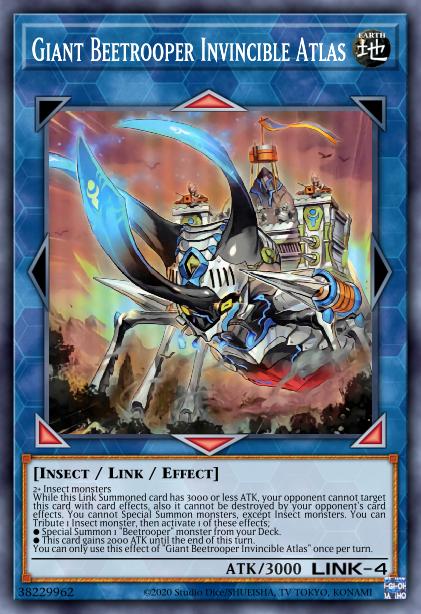 GIANT BEETROOPER INVINCIBLE ATLAS
EARTH
地
[INSECT / LINK / EFFECT]
2+ Insect monsters
While this Link Summoned card has 3000 or less ATK, your opponent cannot target
this card with card effects, also it cannot be destroyed by your opponent's card
effects. You cannot Special Summon monsters, except Insect monsters. You can
Tribute 1 Insect monster, then activate 1 of these effects;
● Special Summon 1 "Beetrooper" monster from your Deck.
● This card gains 2000 ATK until the end of this turn.
You can only use this effect of "Giant Beetrooper Invincible Atlas" once per turn.
ATK/3000 LINK-4
38229962 ©2020 Studio Dice/SHUEISHA, TV TOKYO, KONAMI